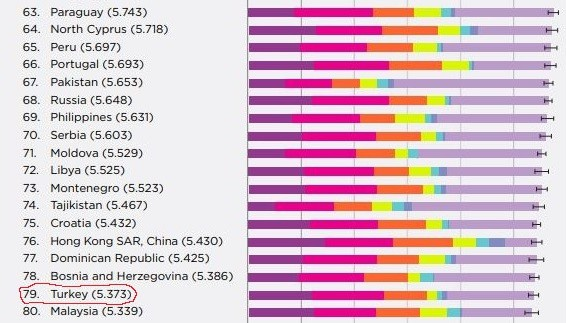 63. Paraguay (5.743)
64. North Cyprus (5.718)
65. Peru (5.697)
66. Portugal (5.693)
67. Pakistan (5.653)
68. Russia (5.648)
69. Philippines (5.631)
70. Serbia (5.603)
71. Moldova (5.529)
72. Libya (5.525)
73. Montenegro (5.523)
74. Tajikistan (5.467)
75. Croatia (5.432)
76. Hong Kong SAR, China (5.430)
77. Dominican Republic (5.425)
78. Bosnia and Herzegovina (5.386)
79. Turkey (5.373)
80. Malaysia (5.339)